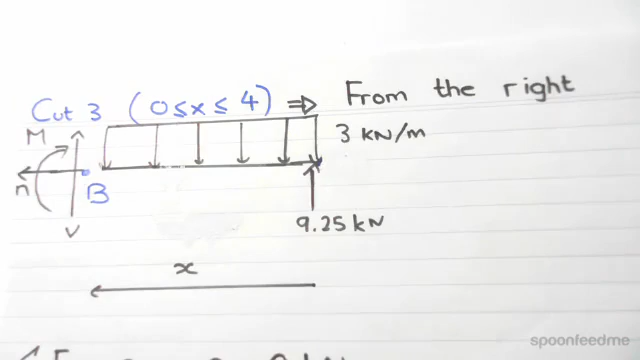 Cut 3 (0≤x≤4) ⇒ From the right
3 kN/m
M
n
B
V
9.25 kN
x
spoonfeedme